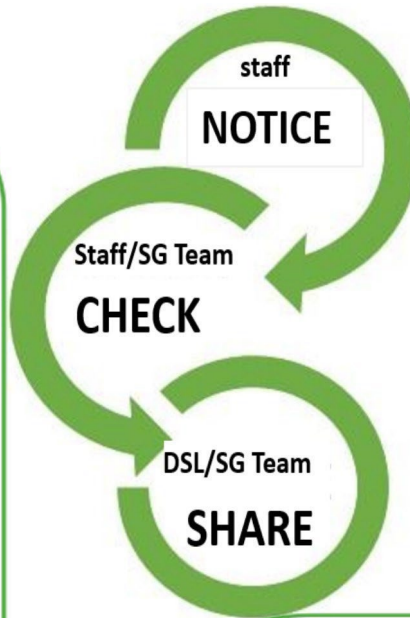 staff
NOTICE
Staff/SG Team
CHECK
DSL/SG Team
SHARE